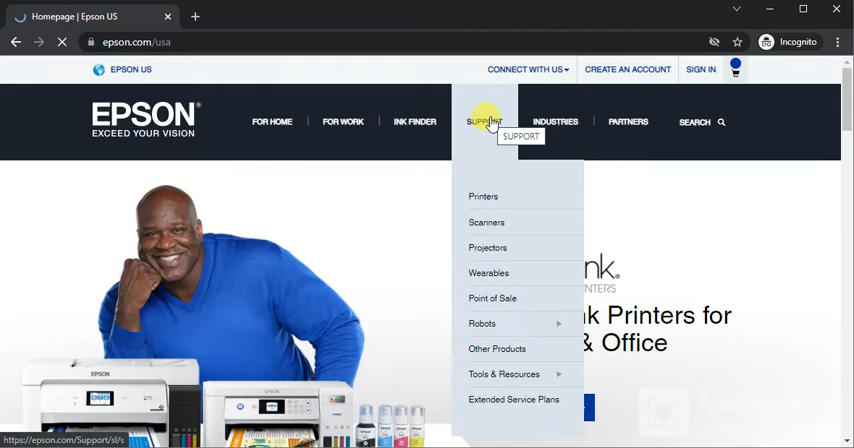 Homepage | Epson US
epson.com/usa
Incognito
EPSON US
CONNECT WITH US
CREATE AN ACCOUNT
SIGN IN
EPSON®
EXCEED YOUR VISION
FOR HOME
FOR WORK
INK FINDER
SUPPORT
INDUSTRIES
PARTNERS
SEARCH
SUPPORT
Printers
Scanners
Projectors
Wearables
Point of Sale
Robots
Other Products
Tools & Resources
Extended Service Plans
nk®
NTERS
nk Printers for
& Office
EPSON
EPSON
https://epson.com/Support/sl/s